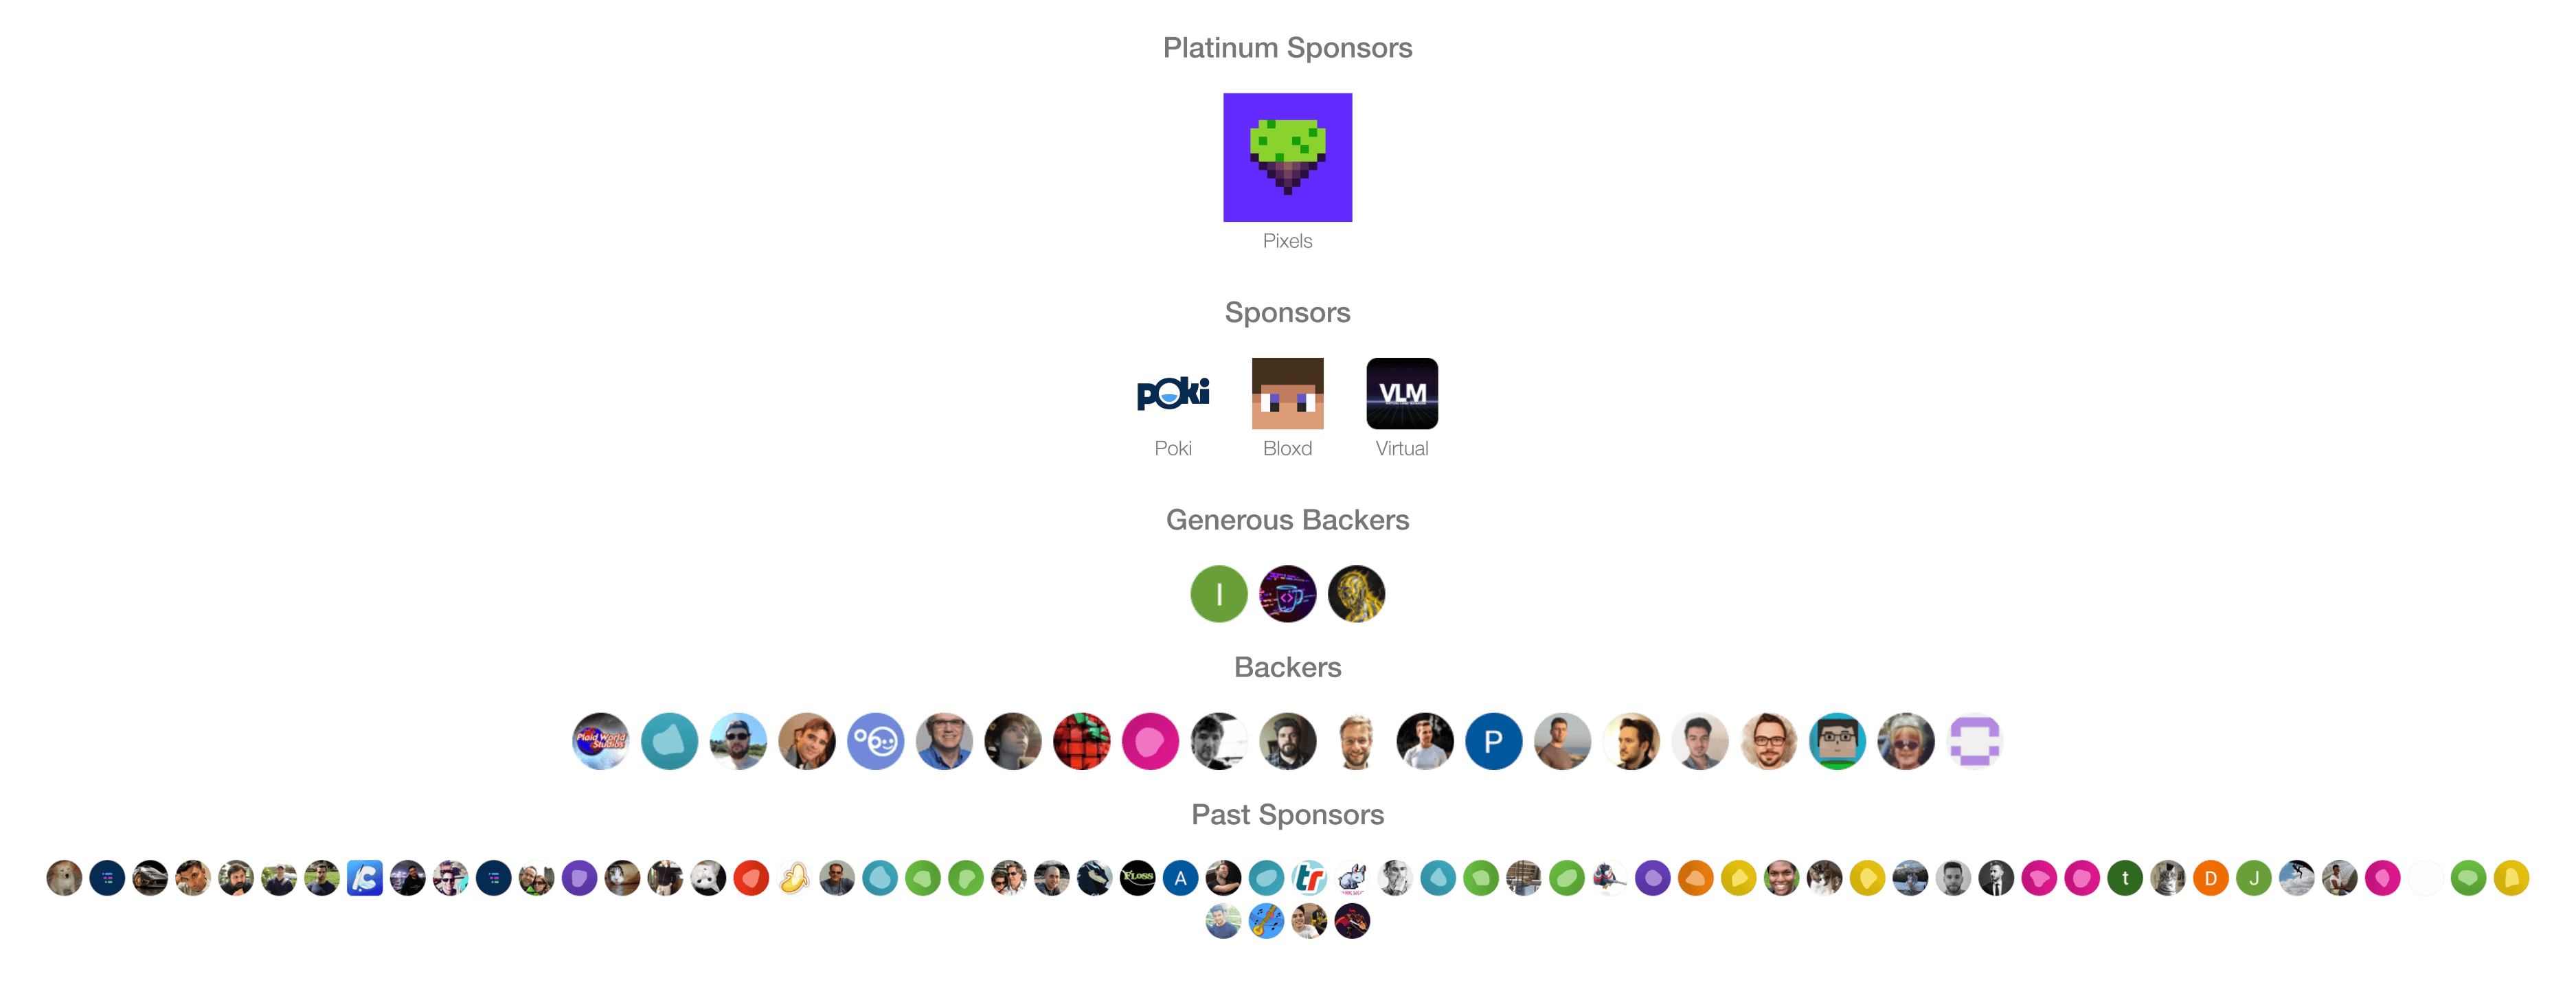 Platinum Sponsors
Pixels
Sponsors
poki
VLM
Poki Bloxd Virtual
Generous Backers
I
Backers
Plaid World
Studios
P
Past Sponsors
FLOSS A tr t D J